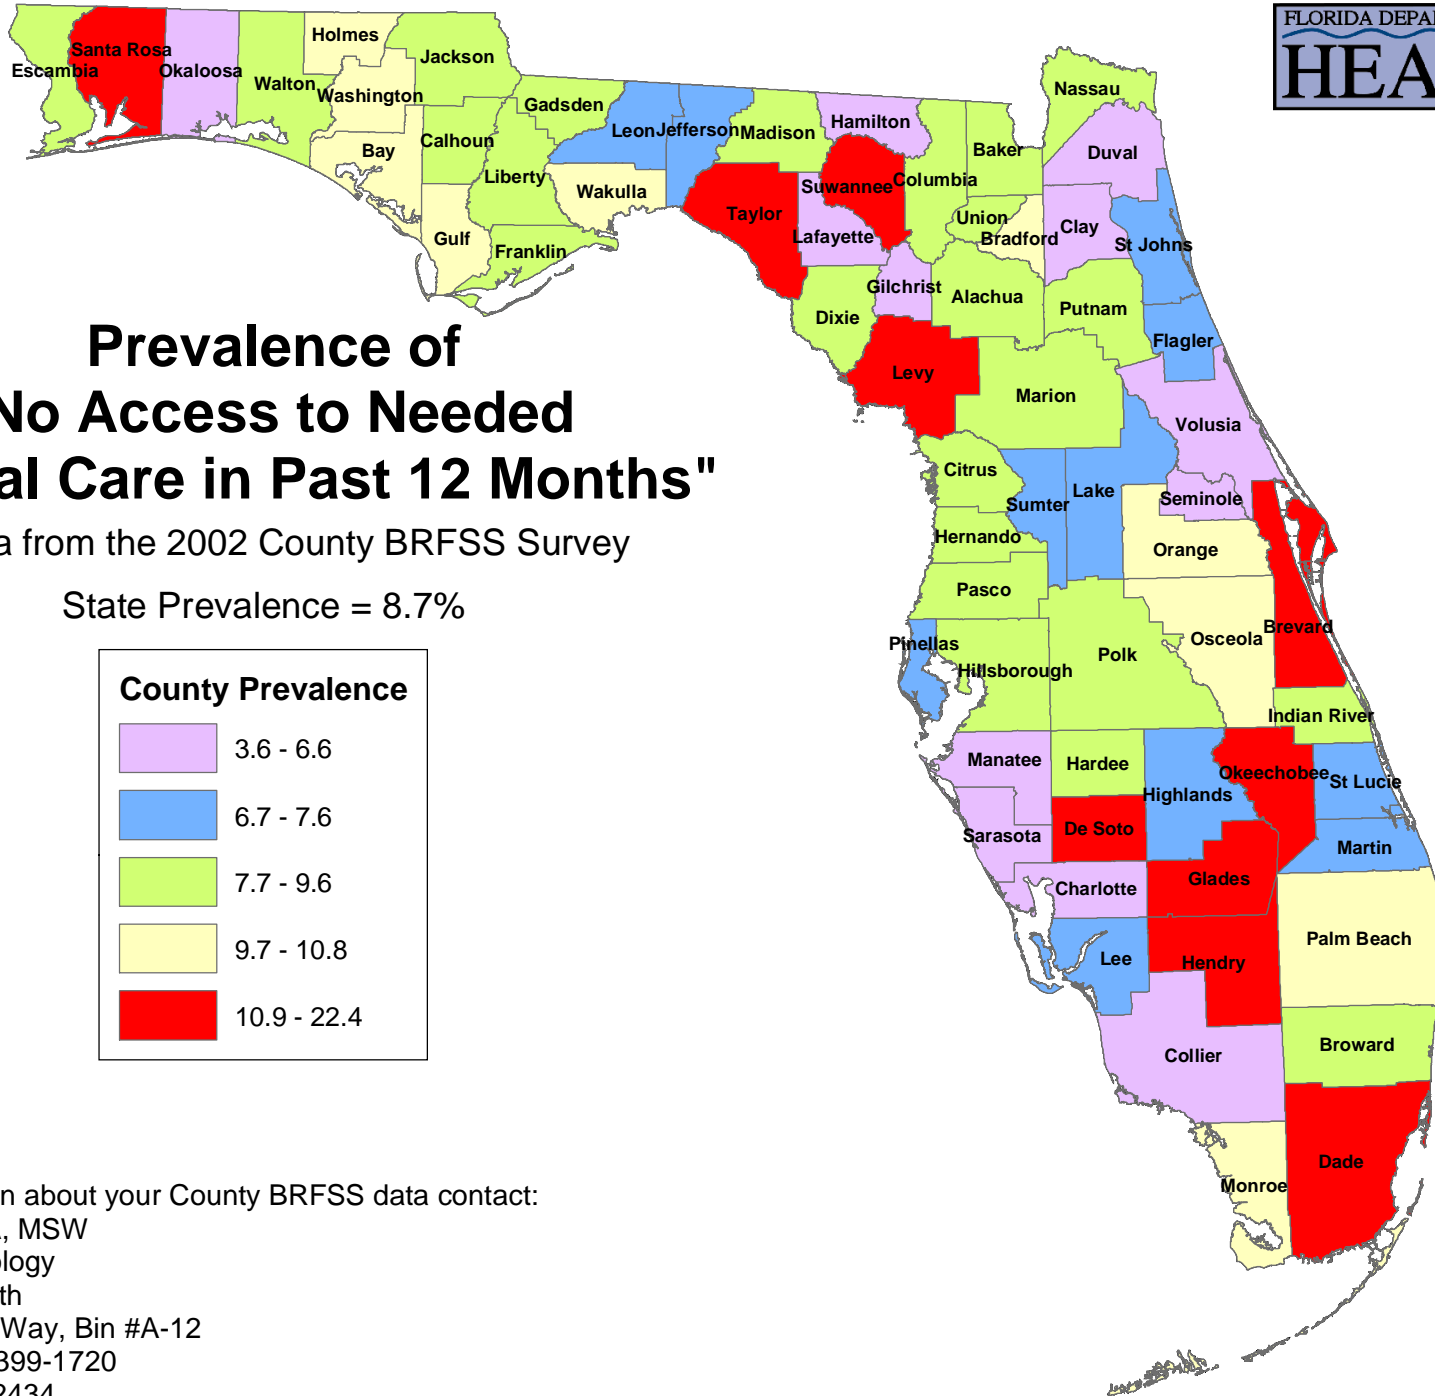 FLORIDA DEPA
HEA
Holmes
Jackson
Santa Rosa
Escambia
Okaloosa
Walton
Washington
Gadsden
Nassau
Leon
Jefferson
Madison
Hamilton
Calhoun
Bay
Baker
Duval
Liberty
Wakulla
Suwannee
Columbia
Taylor
Union
Bradford
Clay
Lafayette
St Johns
Gulf
Franklin
Gilchrist
Alachua
Putnam
Dixie
Flagler
Levy
Marion
Volusia
Citrus
Sumter
Lake
Seminole
Hernando
Orange
Pasco
Brevard
Osceola
Pinellas
Hillsborough
Polk
Indian River
Manatee
Hardee
Okeechobee
St Lucie
Highlands
Sarasota
De Soto
Martin
Charlotte
Glades
Palm Beach
Lee
Hendry
Collier
Broward
Dade
Monroe
Prevalence of
No Access to Needed
al Care in Past 12 Months"
a from the 2002 County BRFSS Survey
State Prevalence = 8.7%
County Prevalence
3.6 - 6.6
6.7 - 7.6
7.7 - 9.6
9.7 - 10.8
10.9 - 22.4
n about your County BRFSS data contact:
, MSW
ology
th
Way, Bin #A-12
399-1720
2434